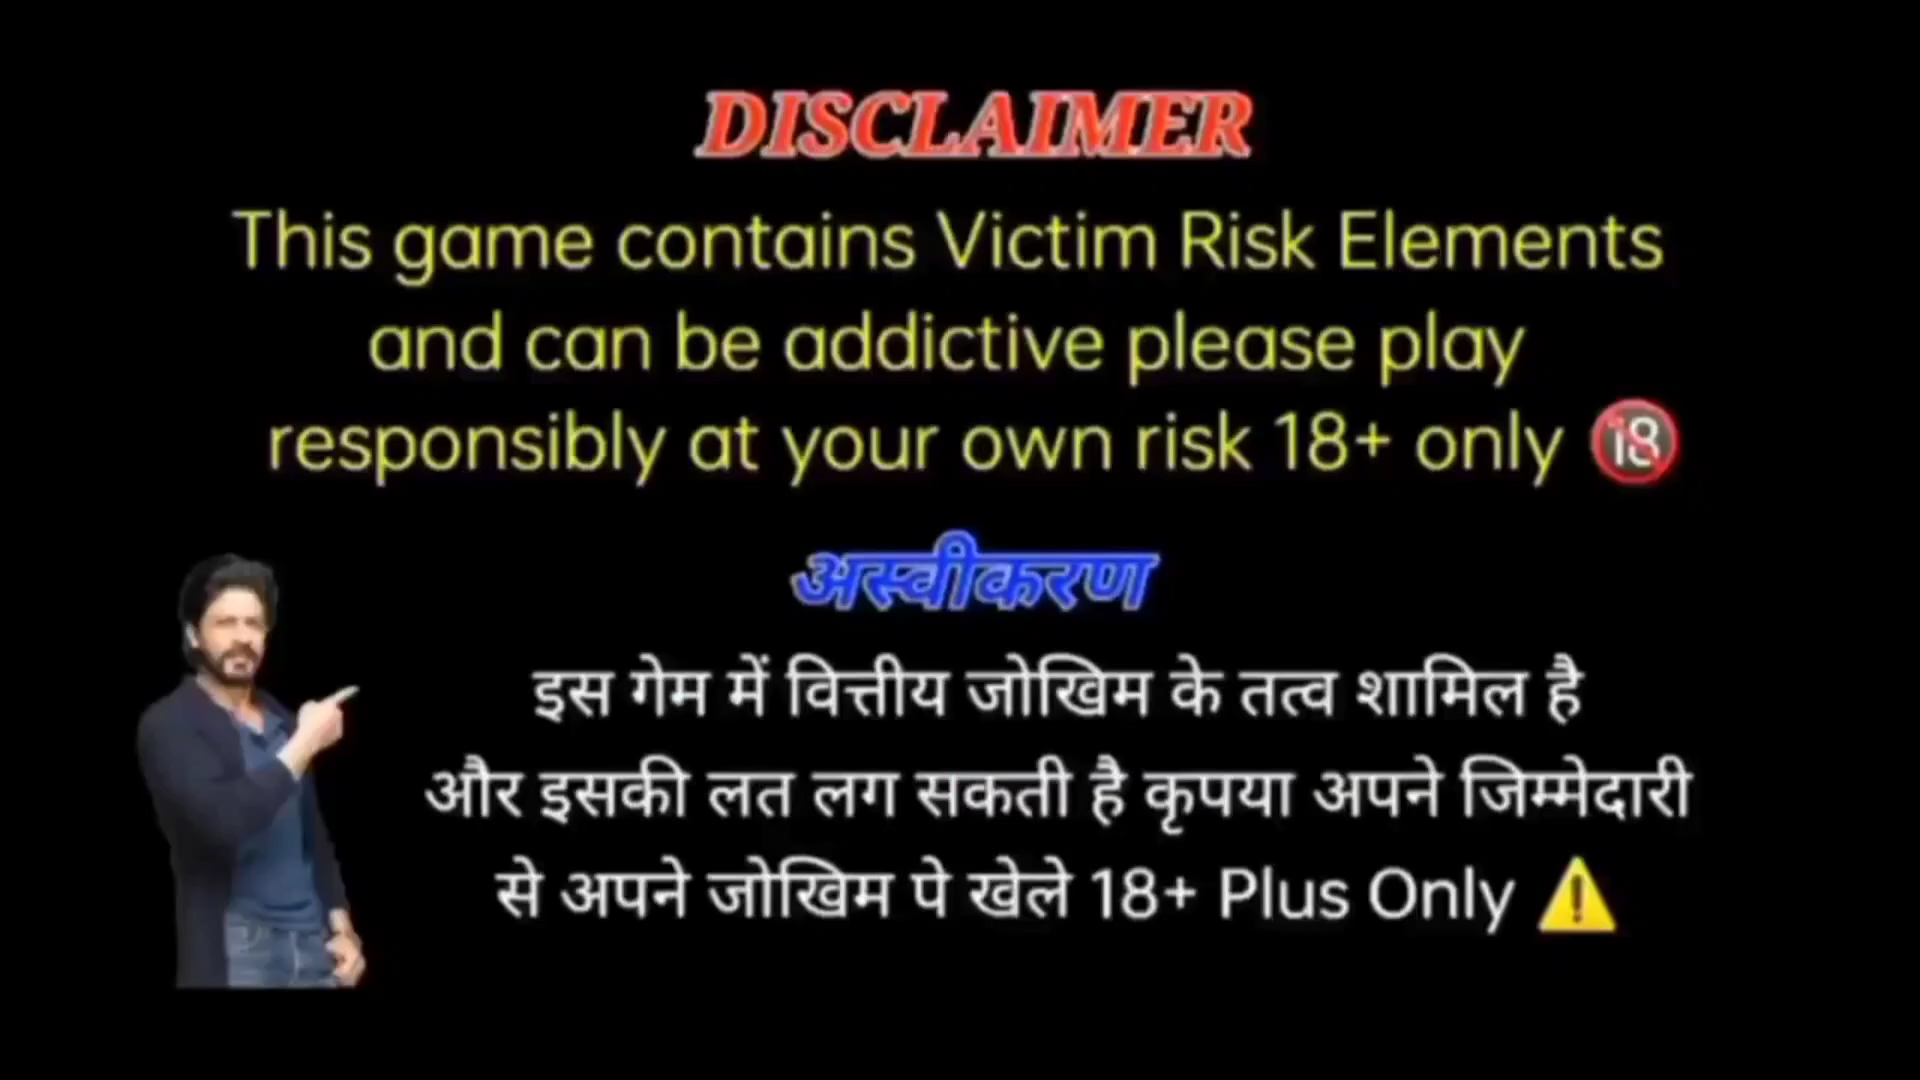 DISCLAIMER
This game contains Victim Risk Elements
and can be addictive please play
responsibly at your own risk 18+ only 🔞
अस्वीकरण
इस गेम में वित्तीय जोखिम के तत्व शामिल है
और इसकी लत लग सकती है कृपया अपने जिम्मेदारी
से अपने जोखिम पे खेले 18+ Plus Only ⚠️